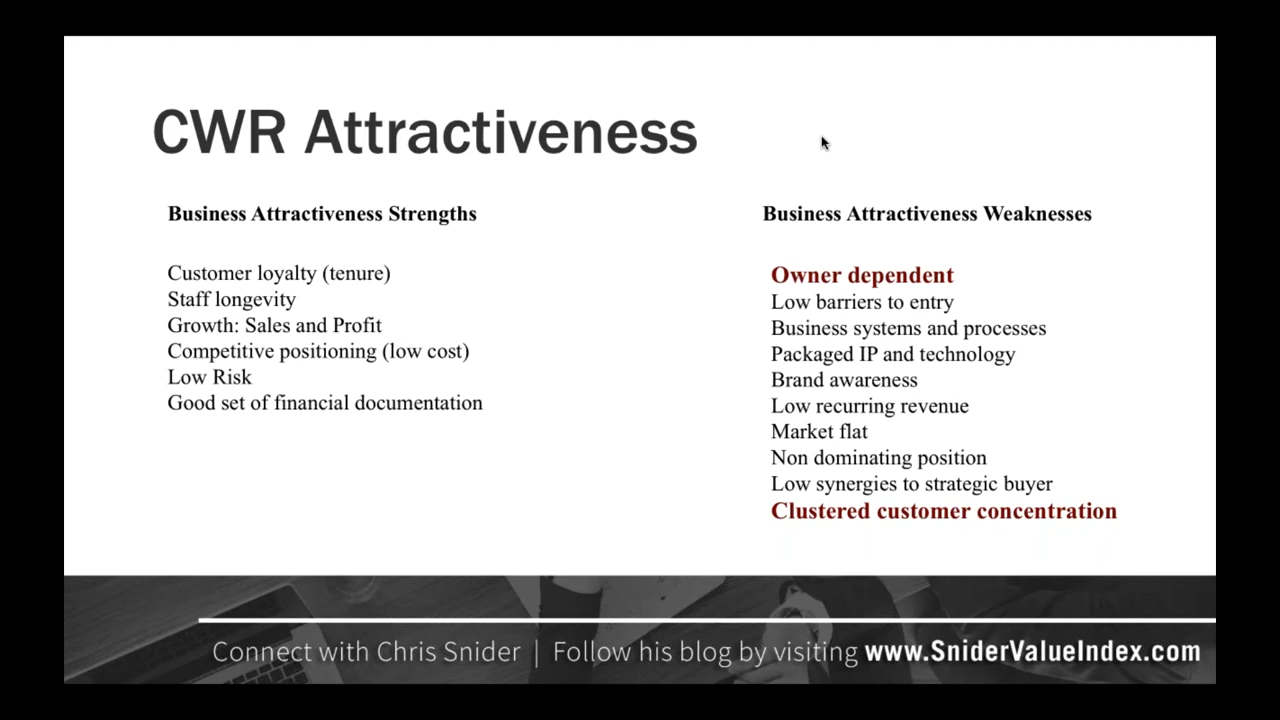 CWR Attractiveness
Business Attractiveness Strengths
Customer loyalty (tenure)
Staff longevity
Growth: Sales and Profit
Competitive positioning (low cost)
Low Risk
Good set of financial documentation
Business Attractiveness Weaknesses
Owner dependent
Low barriers to entry
Business systems and processes
Packaged IP and technology
Brand awareness
Low recurring revenue
Market flat
Non dominating position
Low synergies to strategic buyer
Clustered customer concentration
Connect with Chris Snider | Follow his blog by visiting www.SniderValueIndex.com